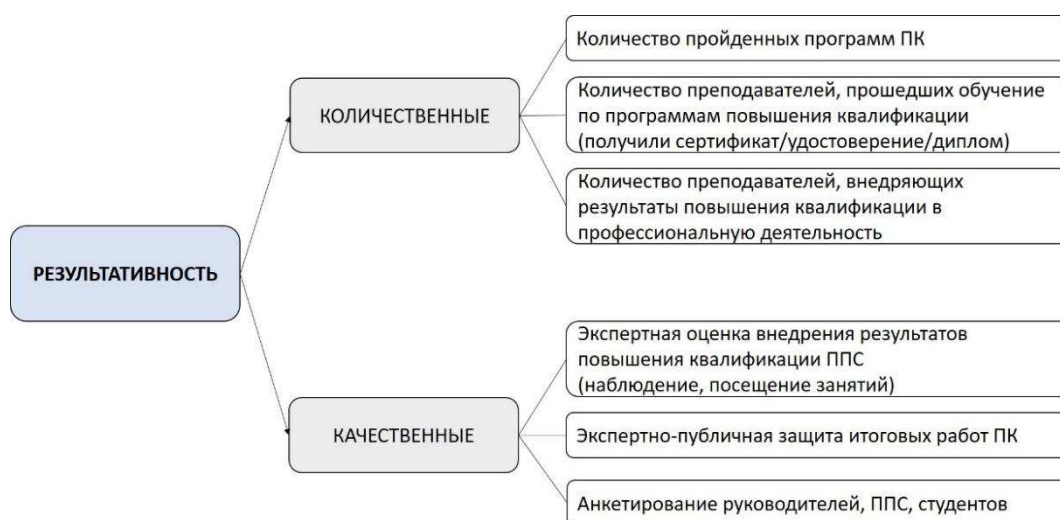 РЕЗУЛЬТАТИВНОСТЬ
КОЛИЧЕСТВЕННЫЕ
Количество пройденных программ ПК
Количество преподавателей, прошедших обучение
по программам повышения квалификации
(получили сертификат/удостоверение/диплом)
Количество преподавателей, внедряющих
результаты повышения квалификации в
профессиональную деятельность
КАЧЕСТВЕННЫЕ
Экспертная оценка внедрения результатов
повышения квалификации ППС
(наблюдение, посещение занятий)
Экспертно-публичная защита итоговых работ ПК
Анкетирование руководителей, ППС, студентов